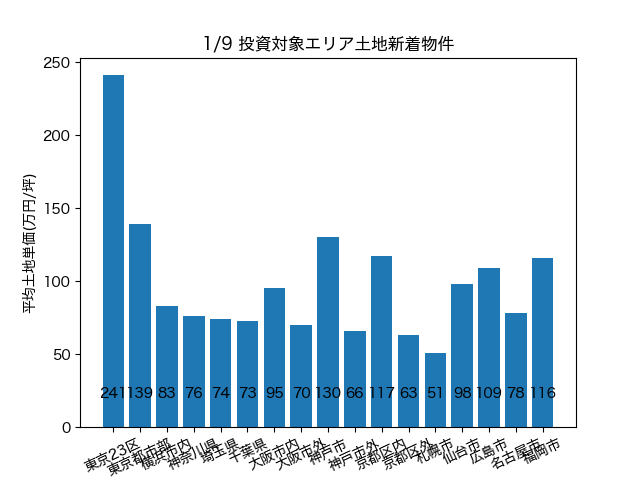 1/9 投資対象エリア土地新着物件
平均土地単価(万円/坪)
250
200
150
100
50
0
241 139 83 76 74 73 95 70 130 66 117 63 51 98 109 78 116
東京23区
東京都市部
横浜市内
神奈川県
埼玉県
千葉県
大阪市内
大阪市外
神戸市
神戸市外
京都区内
京都区外
札幌市
仙台市
広島市
名古屋市
福岡市